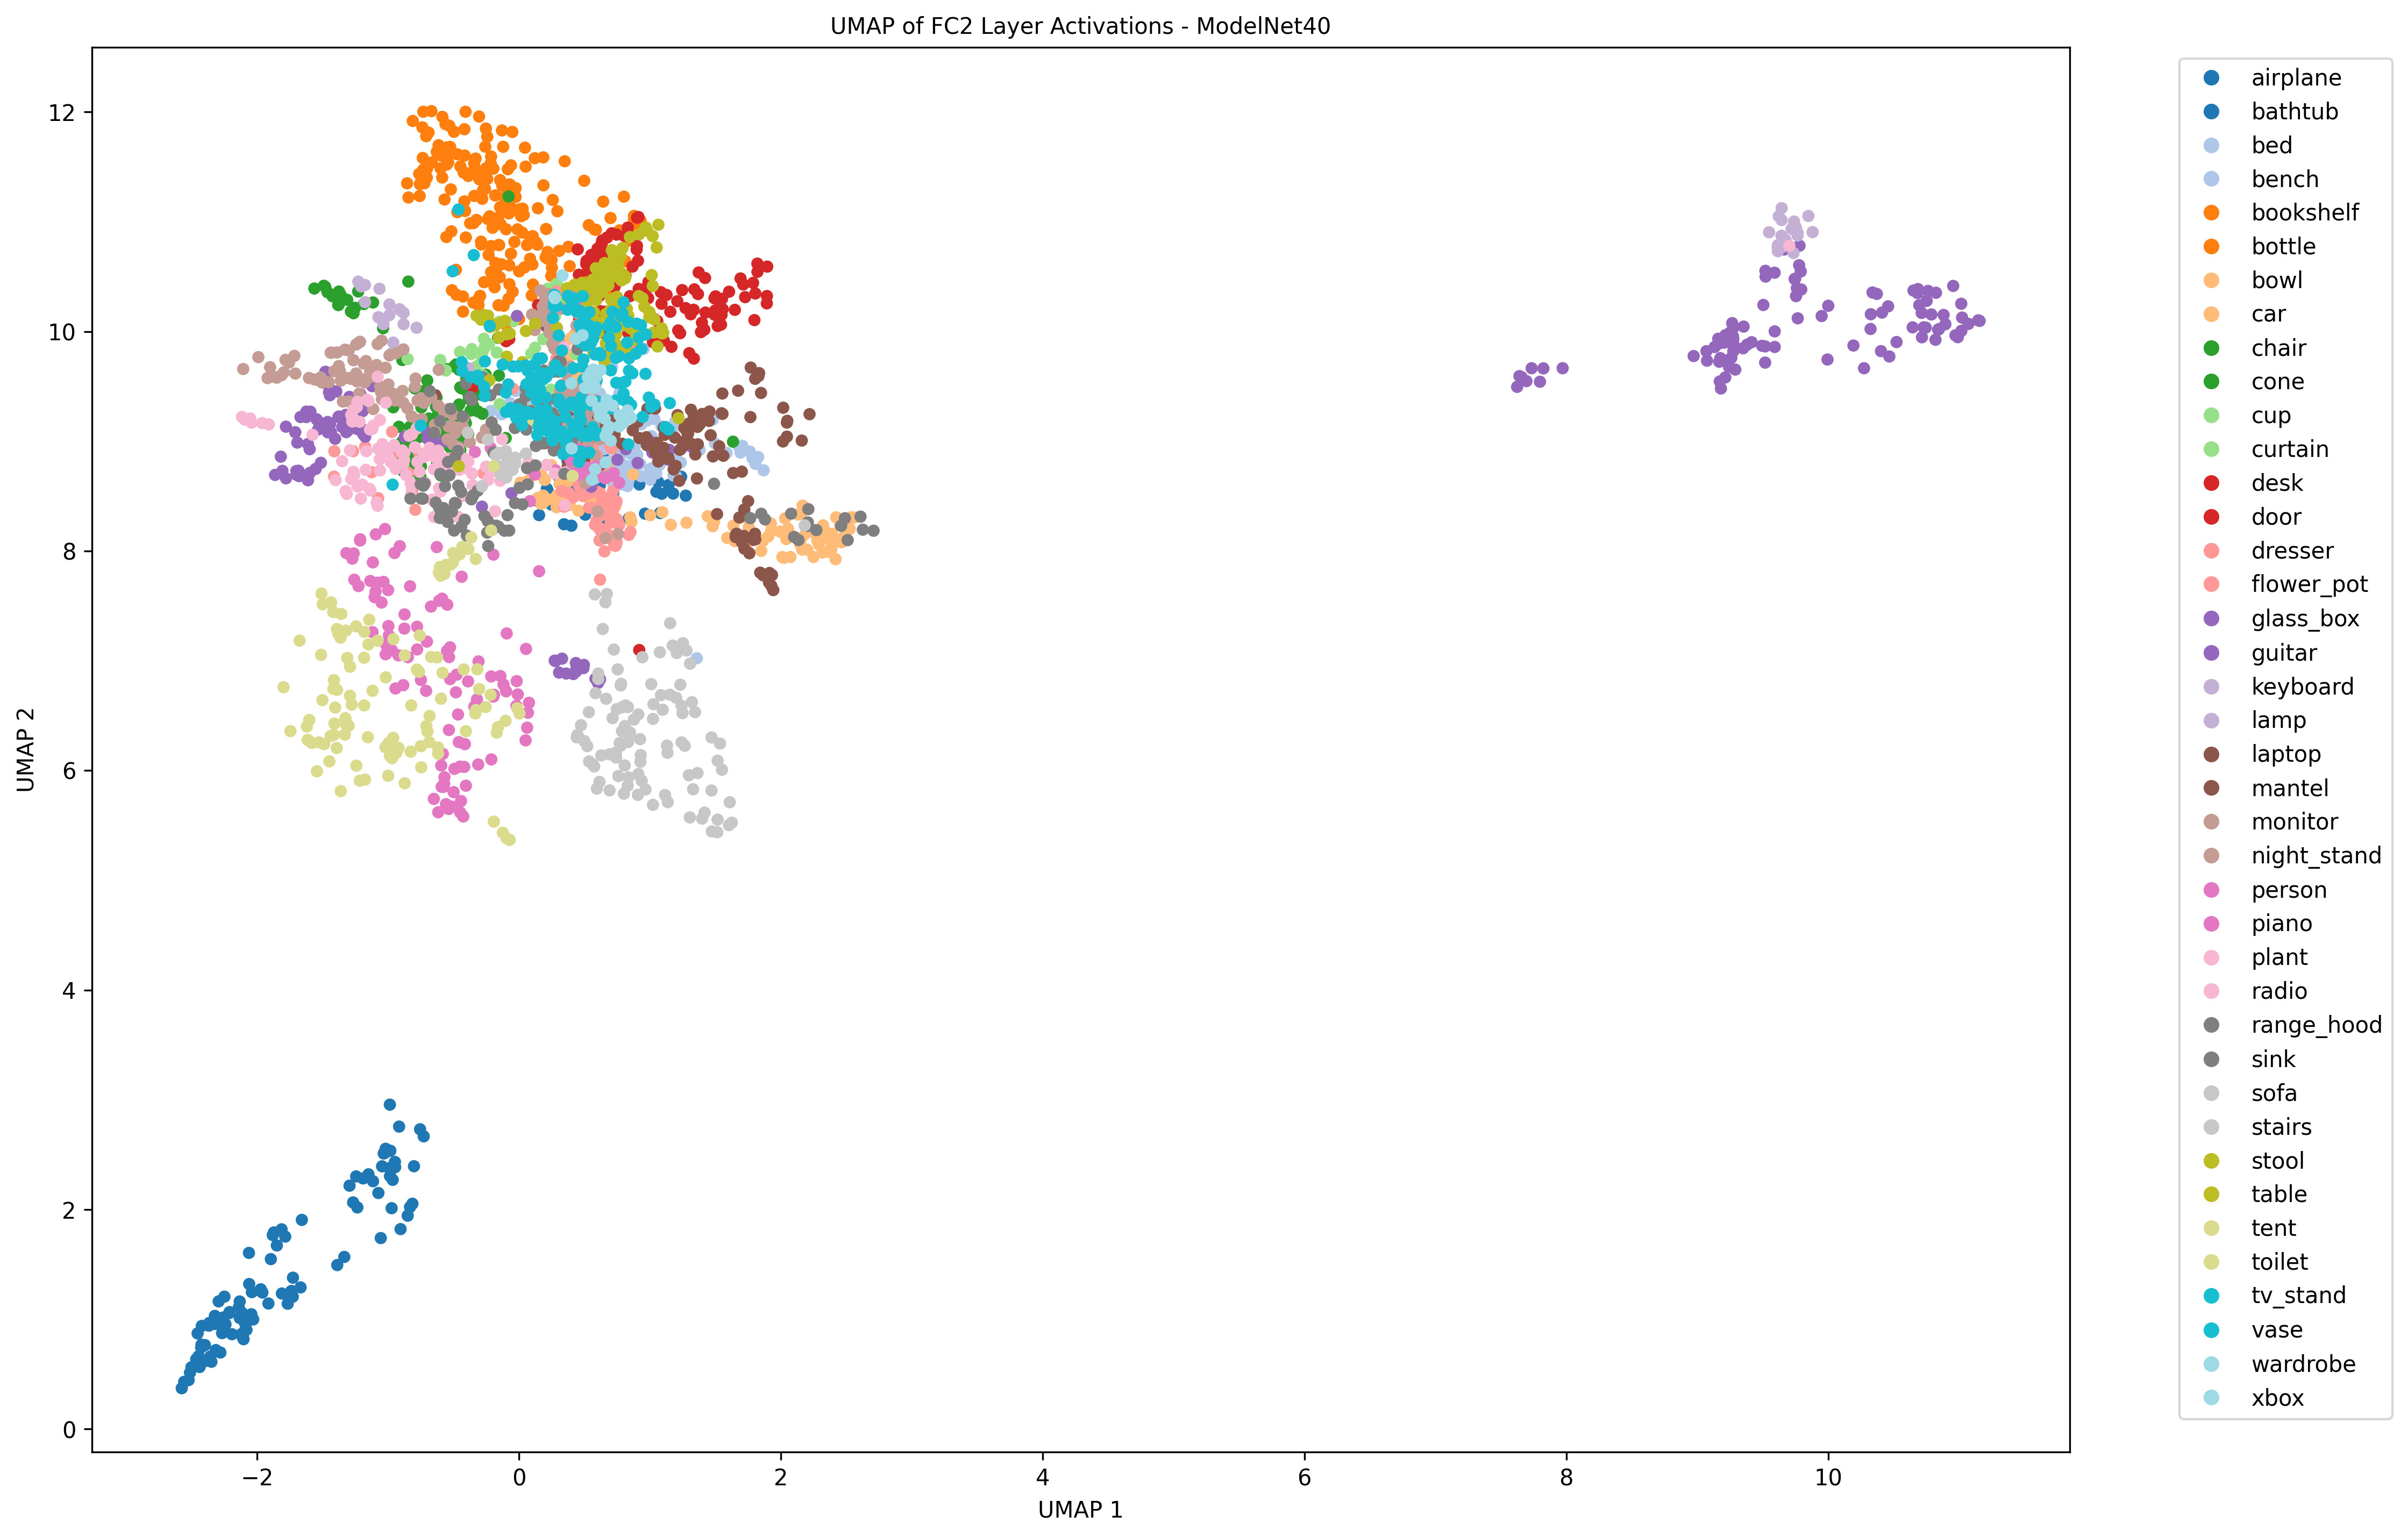 UMAP of FC2 Layer Activations - ModelNet40
12
10
8
6
4
2
0
UMAP 2
−2
0
2
4
6
8
10
UMAP 1
airplane
bathtub
bed
bench
bookshelf
bottle
bowl
car
chair
cone
cup
curtain
desk
door
dresser
flower_pot
glass_box
guitar
keyboard
lamp
laptop
mantel
monitor
night_stand
person
piano
plant
radio
range_hood
sink
sofa
stairs
stool
table
tent
toilet
tv_stand
vase
wardrobe
xbox